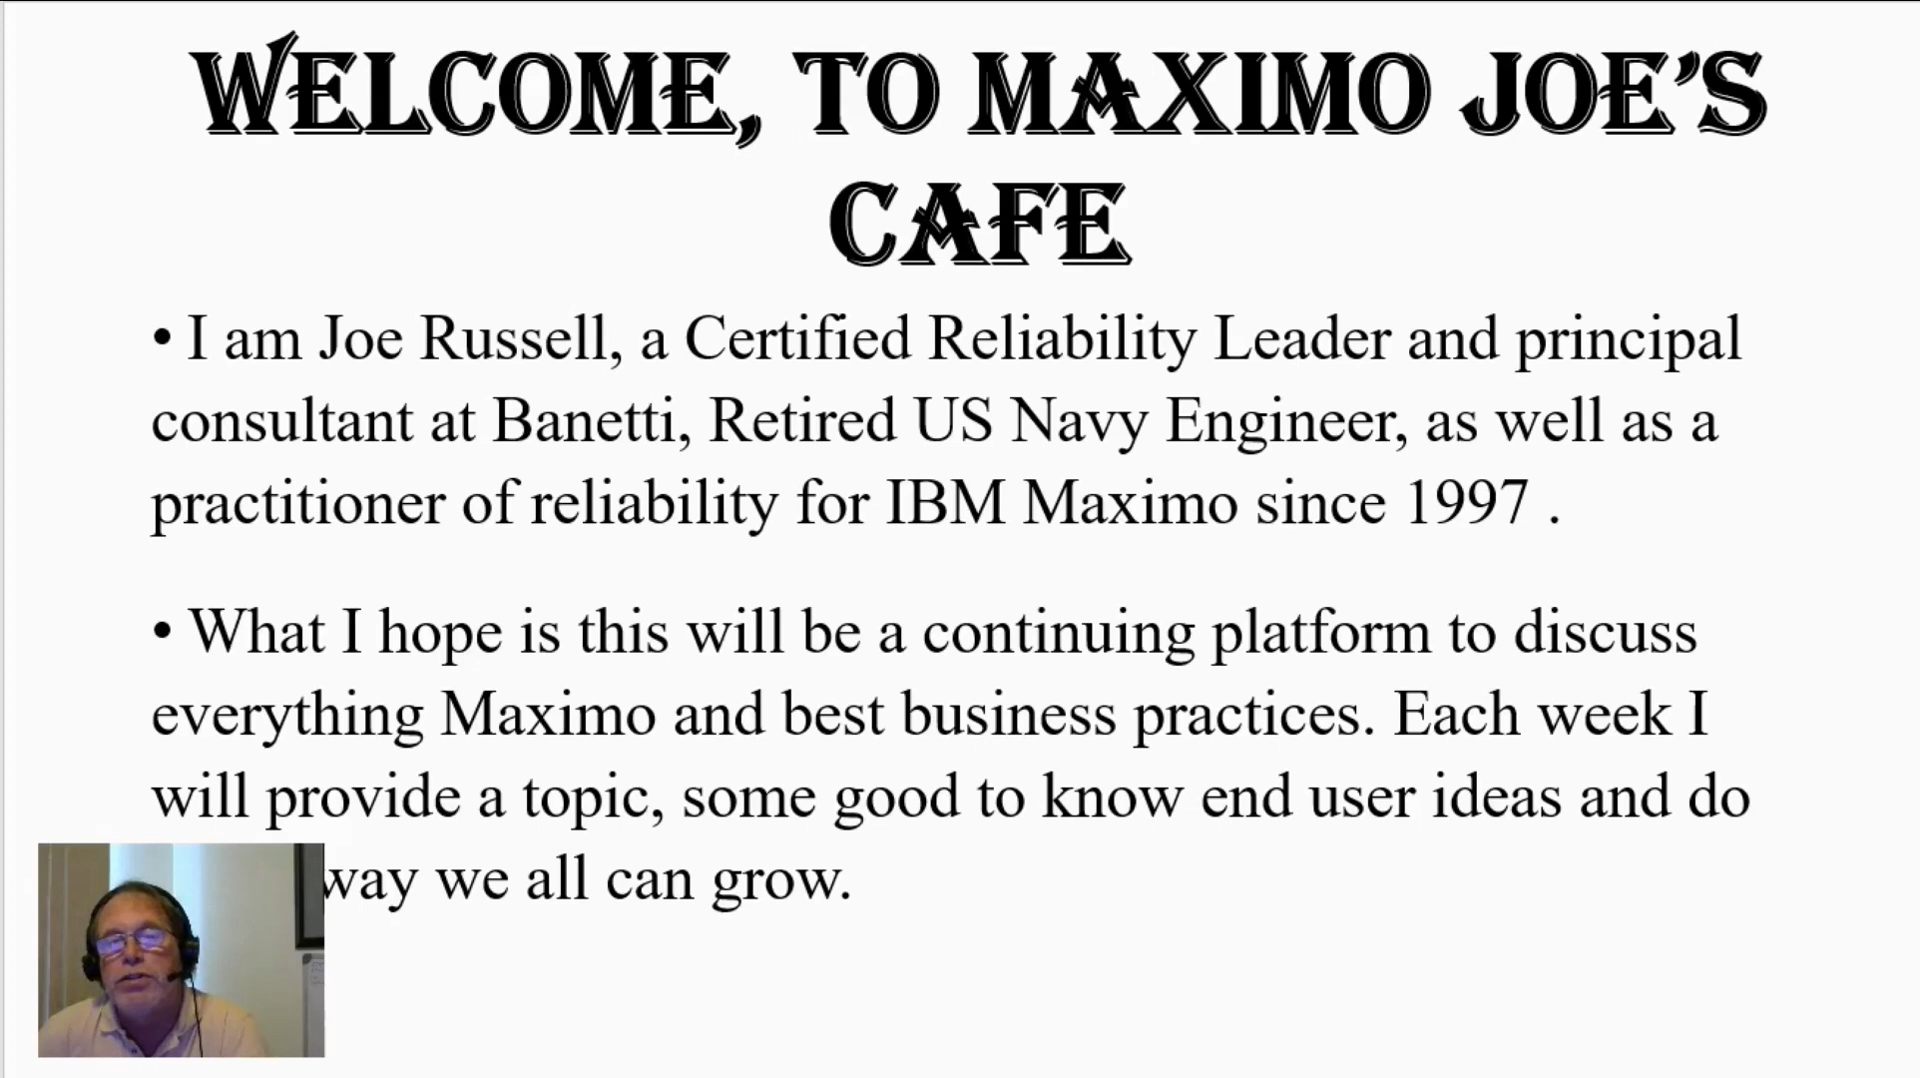 WELCOME, TO MAXIMO JOE’S
CAFE
• I am Joe Russell, a Certified Reliability Leader and principal
consultant at Banetti, Retired US Navy Engineer, as well as a
practitioner of reliability for IBM Maximo since 1997 .
• What I hope is this will be a continuing platform to discuss
everything Maximo and best business practices. Each week I
will provide a topic, some good to know end user ideas and do
way we all can grow.